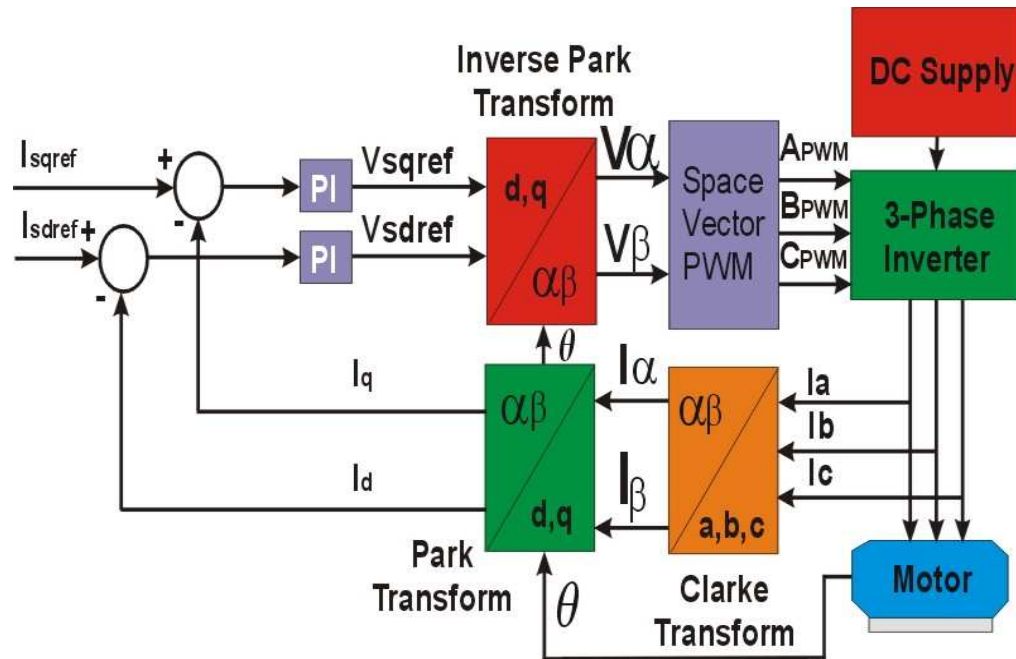 DC Supply
Inverse Park
Transform
Isqref
+
-
PI
Vsqref
d,q
αβ
Vα
Vβ
Space
Vector
PWM
APWM
BPWM
CPWM
3-Phase
Inverter
Isdref
+
-
PI
Vsdref
θ
Iq
Id
αβ
d,q
Iα
Iβ
αβ
a,b,c
Ia
Ib
Ic
Park
Transform
θ
Clarke
Transform
Motor